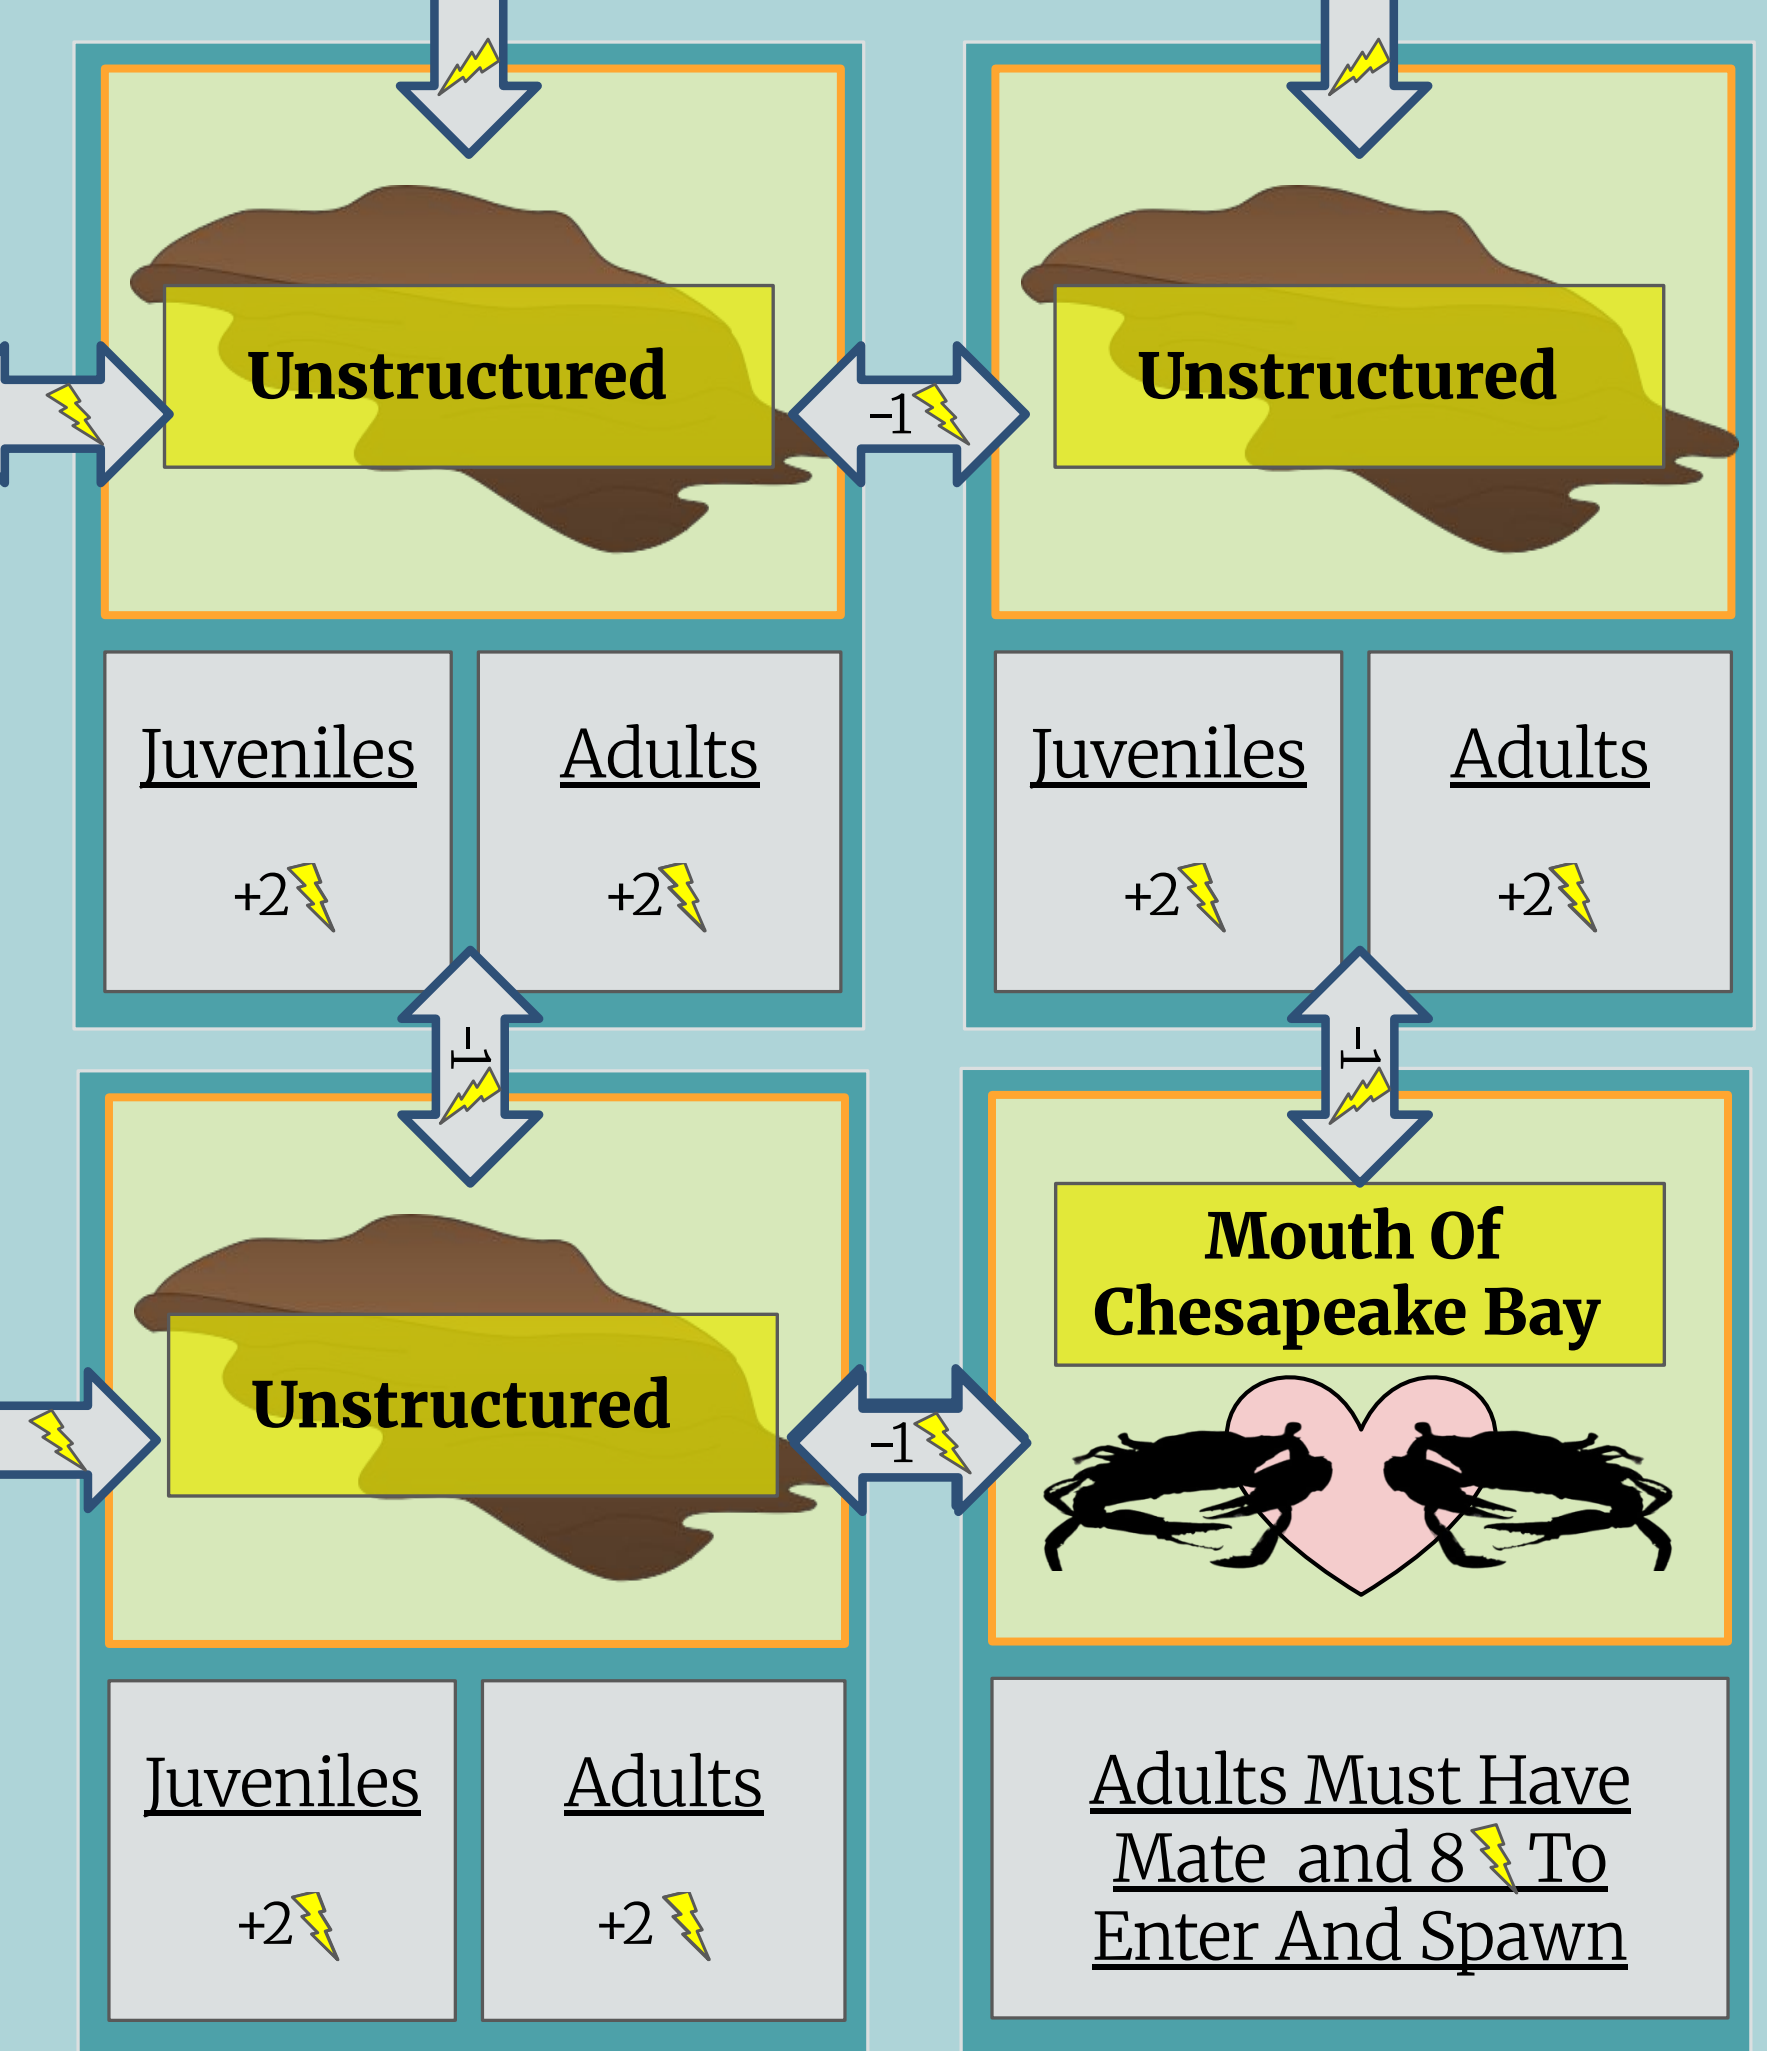 Unstructured
-1
Unstructured
Juveniles
Adults
+2
+2
Juveniles
Adults
+2
+2
-1
-1
Unstructured
-1
Mouth Of
Chesapeake Bay
Juveniles
Adults
+2
+2
Adults Must Have
Mate and 8 To
Enter And Spawn